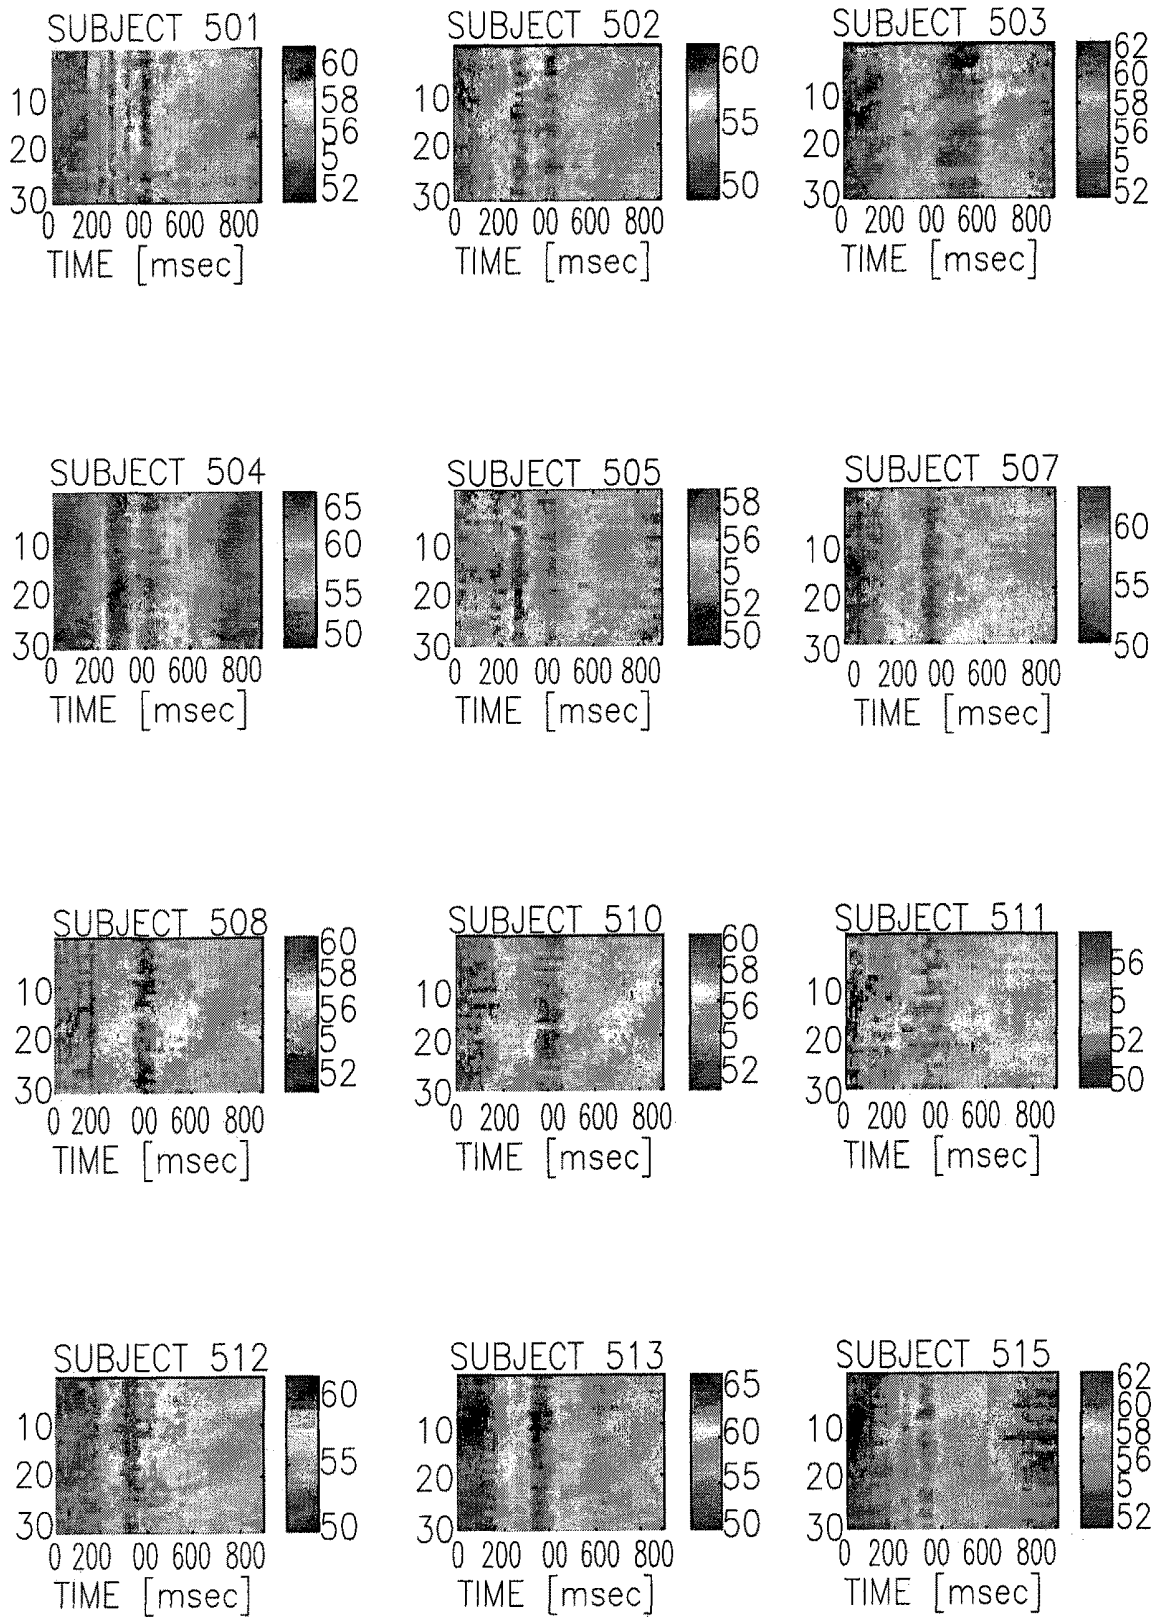 SUBJECT 501
60
58
56
5
52
10
20
30
0 200 00 600 800
TIME [msec]
SUBJECT 502
60
55
50
10
20
30
0 200 00 600 800
TIME [msec]
SUBJECT 503
62
60
58
56
5
52
10
20
30
0 200 00 600 800
TIME [msec]
SUBJECT 504
65
60
55
50
10
20
30
0 200 00 600 800
TIME [msec]
SUBJECT 505
58
56
5
52
50
10
20
30
0 200 00 600 800
TIME [msec]
SUBJECT 507
60
55
50
10
20
30
0 200 00 600 800
TIME [msec]
SUBJECT 508
60
58
56
5
52
10
20
30
0 200 00 600 800
TIME [msec]
SUBJECT 510
60
58
56
5
52
10
20
30
0 200 00 600 800
TIME [msec]
SUBJECT 511
56
5
52
50
10
20
30
0 200 00 600 800
TIME [msec]
SUBJECT 512
60
55
50
10
20
30
0 200 00 600 800
TIME [msec]
SUBJECT 513
65
60
55
50
10
20
30
0 200 00 600 800
TIME [msec]
SUBJECT 515
62
60
58
56
5
52
10
20
30
0 200 00 600 800
TIME [msec]